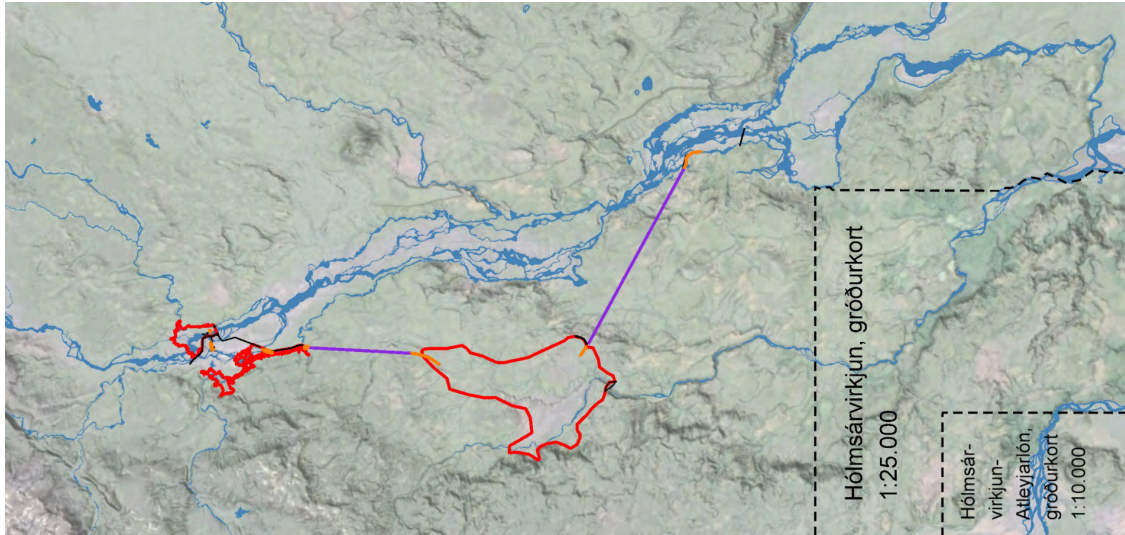 Hólmsárvirkjun, gróðurkort
1:25.000
Hólmsár-
virkjun-
Atleyjarlón,
gróðurkort
1:10.000